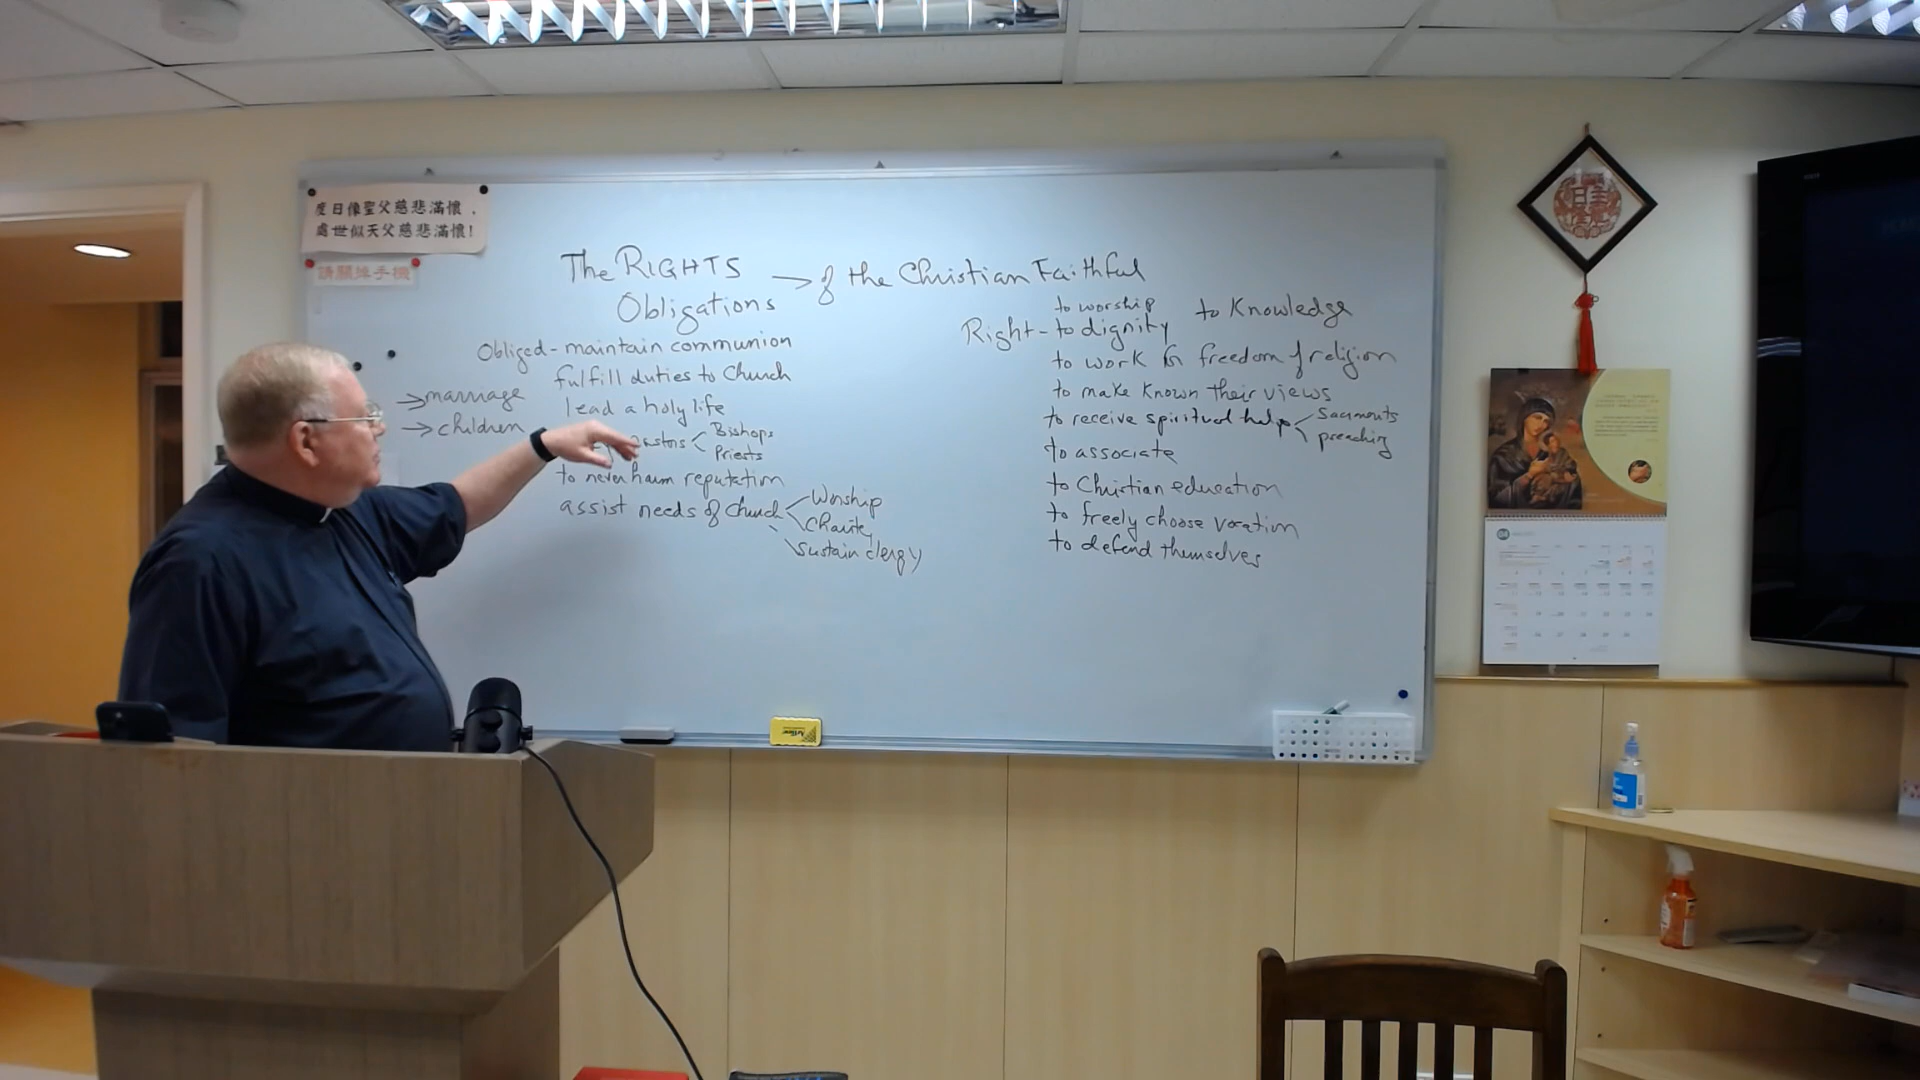 度日像聖父慈悲滿懷，
處世似天父慈悲滿懷！
請關掉手機
The RIGHTS → of the Christian Faithful
Obligations
Obliged - maintain communion
fulfill duties to Church
→ marriage
lead a holy life
→ children
pastors < Bishops
Priests
to never harm reputation
assist needs of Church < Worship
Charity
Sustain clergy
to worship to Knowledge
Right - to dignity
to work for freedom of religion
to make known their views
to receive spiritual help < Sacraments
preaching
to associate
to Christian education
to freely choose vocation
to defend themselves
04